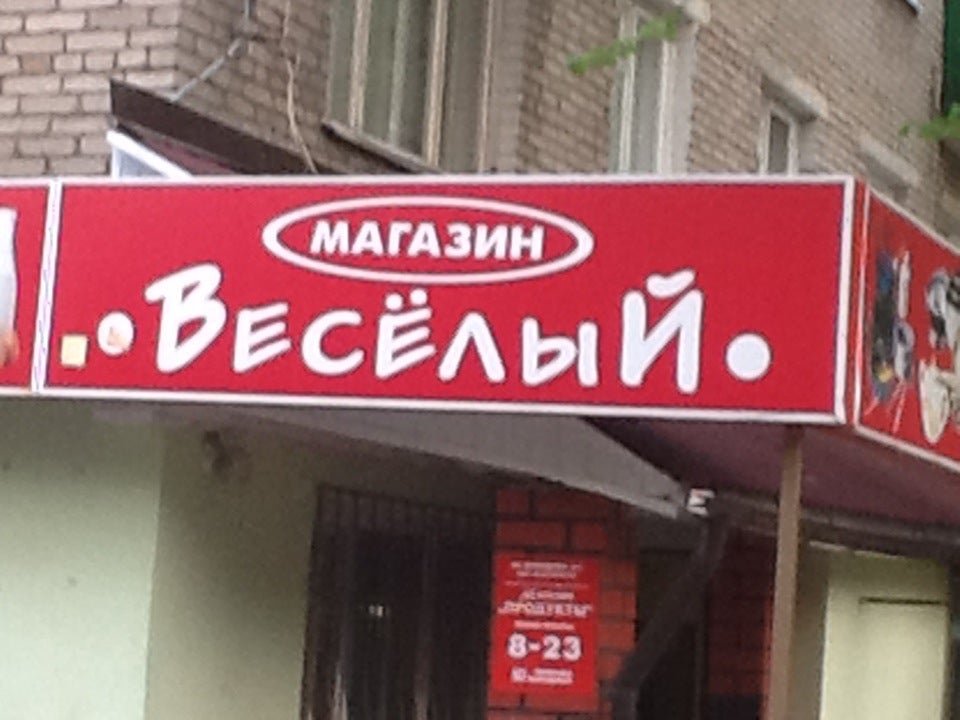 МАГАЗИН
ВЕСЁЛЫЙ
"ПРОДУКТЫ"
8-23